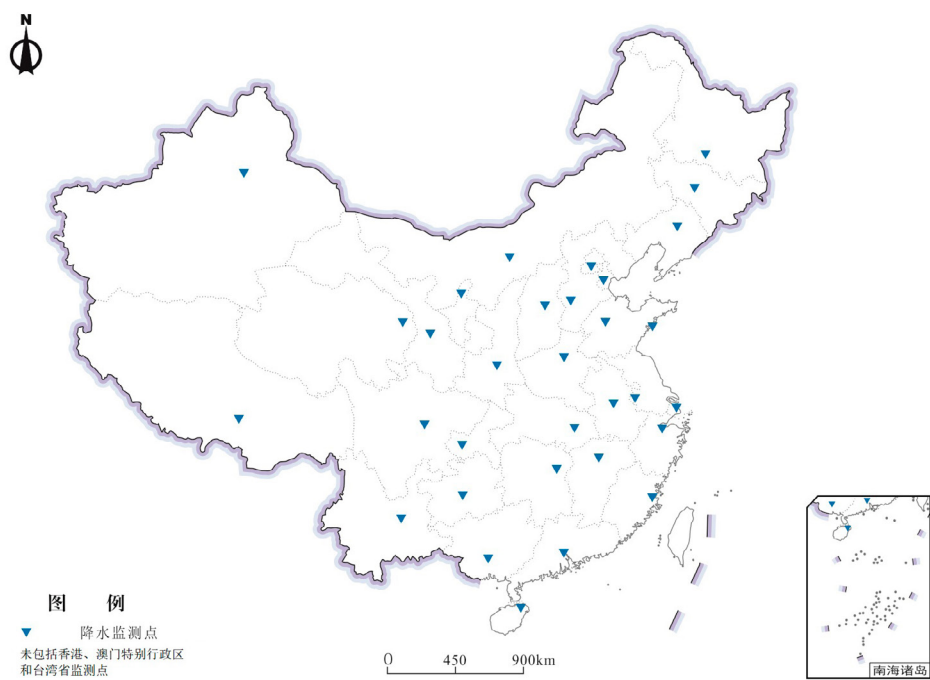 N
图 例
降水监测点
未包括香港、澳门特别行政区
和台湾省监测点
0 450 900km
南海诸岛